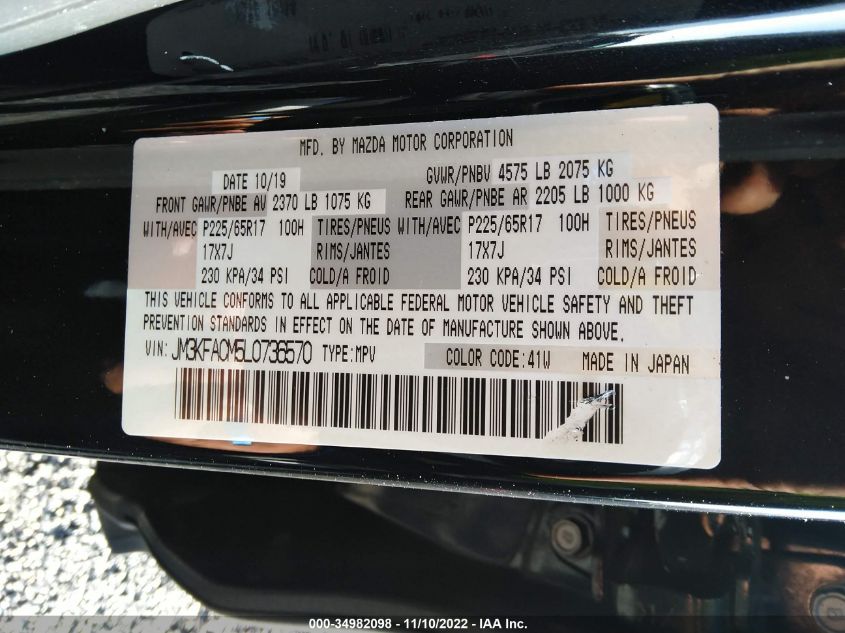 MFD. BY MAZDA MOTOR CORPORATION
DATE 10/19 GVWR/PNBV 4575 LB 2075 KG
FRONT GAWR/PNBE AV 2370 LB 1075 KG REAR GAWR/PNBE AR 2205 LB 1000 KG
WITH/AVEC P225/65R17 100H TIRES/PNEUS WITH/AVEC P225/65R17 100H TIRES/PNEUS
17X7J RIMS/JANTES 17X7J RIMS/JANTES
230 KPA/34 PSI COLD/A FROID 230 KPA/34 PSI COLD/A FROID
THIS VEHICLE CONFORMS TO ALL APPLICABLE FEDERAL MOTOR VEHICLE SAFETY AND THEFT
PREVENTION STANDARDS IN EFFECT ON THE DATE OF MANUFACTURE SHOWN ABOVE.
VIN: JM3KFA0M5L0736570 TYPE:MPV COLOR CODE:41W MADE IN JAPAN
000-34982098 - 11/10/2022 - IAA Inc.